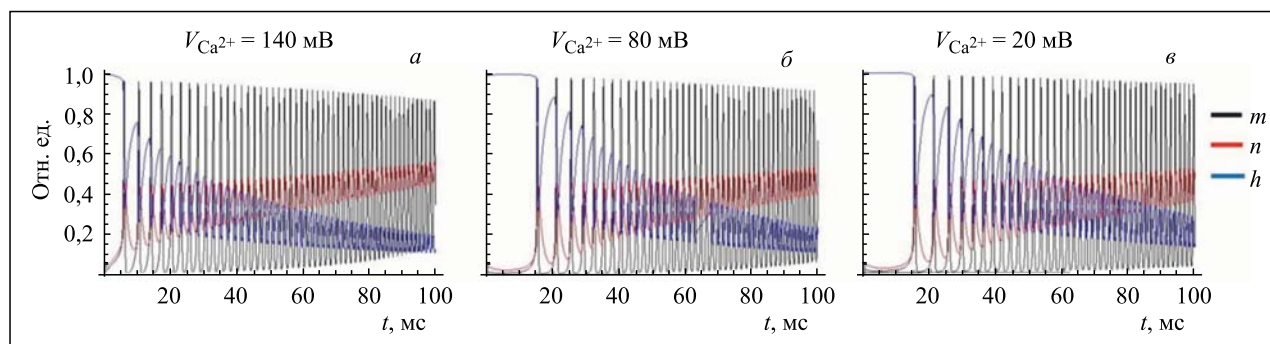 V_Ca²⁺ = 140 мВ
а
V_Ca²⁺ = 80 мВ
б
V_Ca²⁺ = 20 мВ
в
Отн. ед.
1,0
0,8
0,6
0,4
0,2
20 40 60 80 100
t, мс
20 40 60 80 100
t, мс
20 40 60 80 100
t, мс
m
n
h